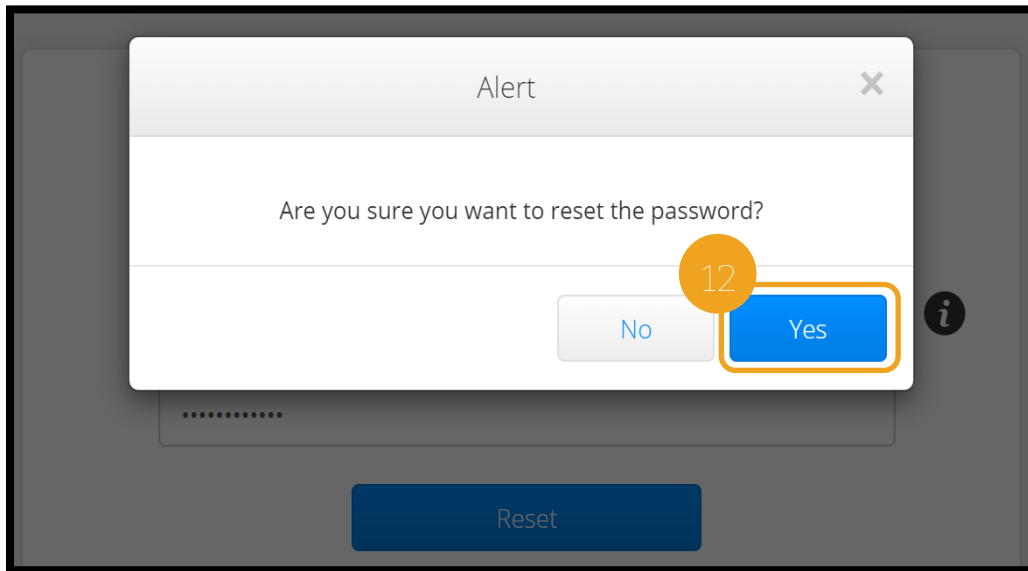 Alert
Are you sure you want to reset the password?
12
No
Yes
i
••••••••••••
Reset